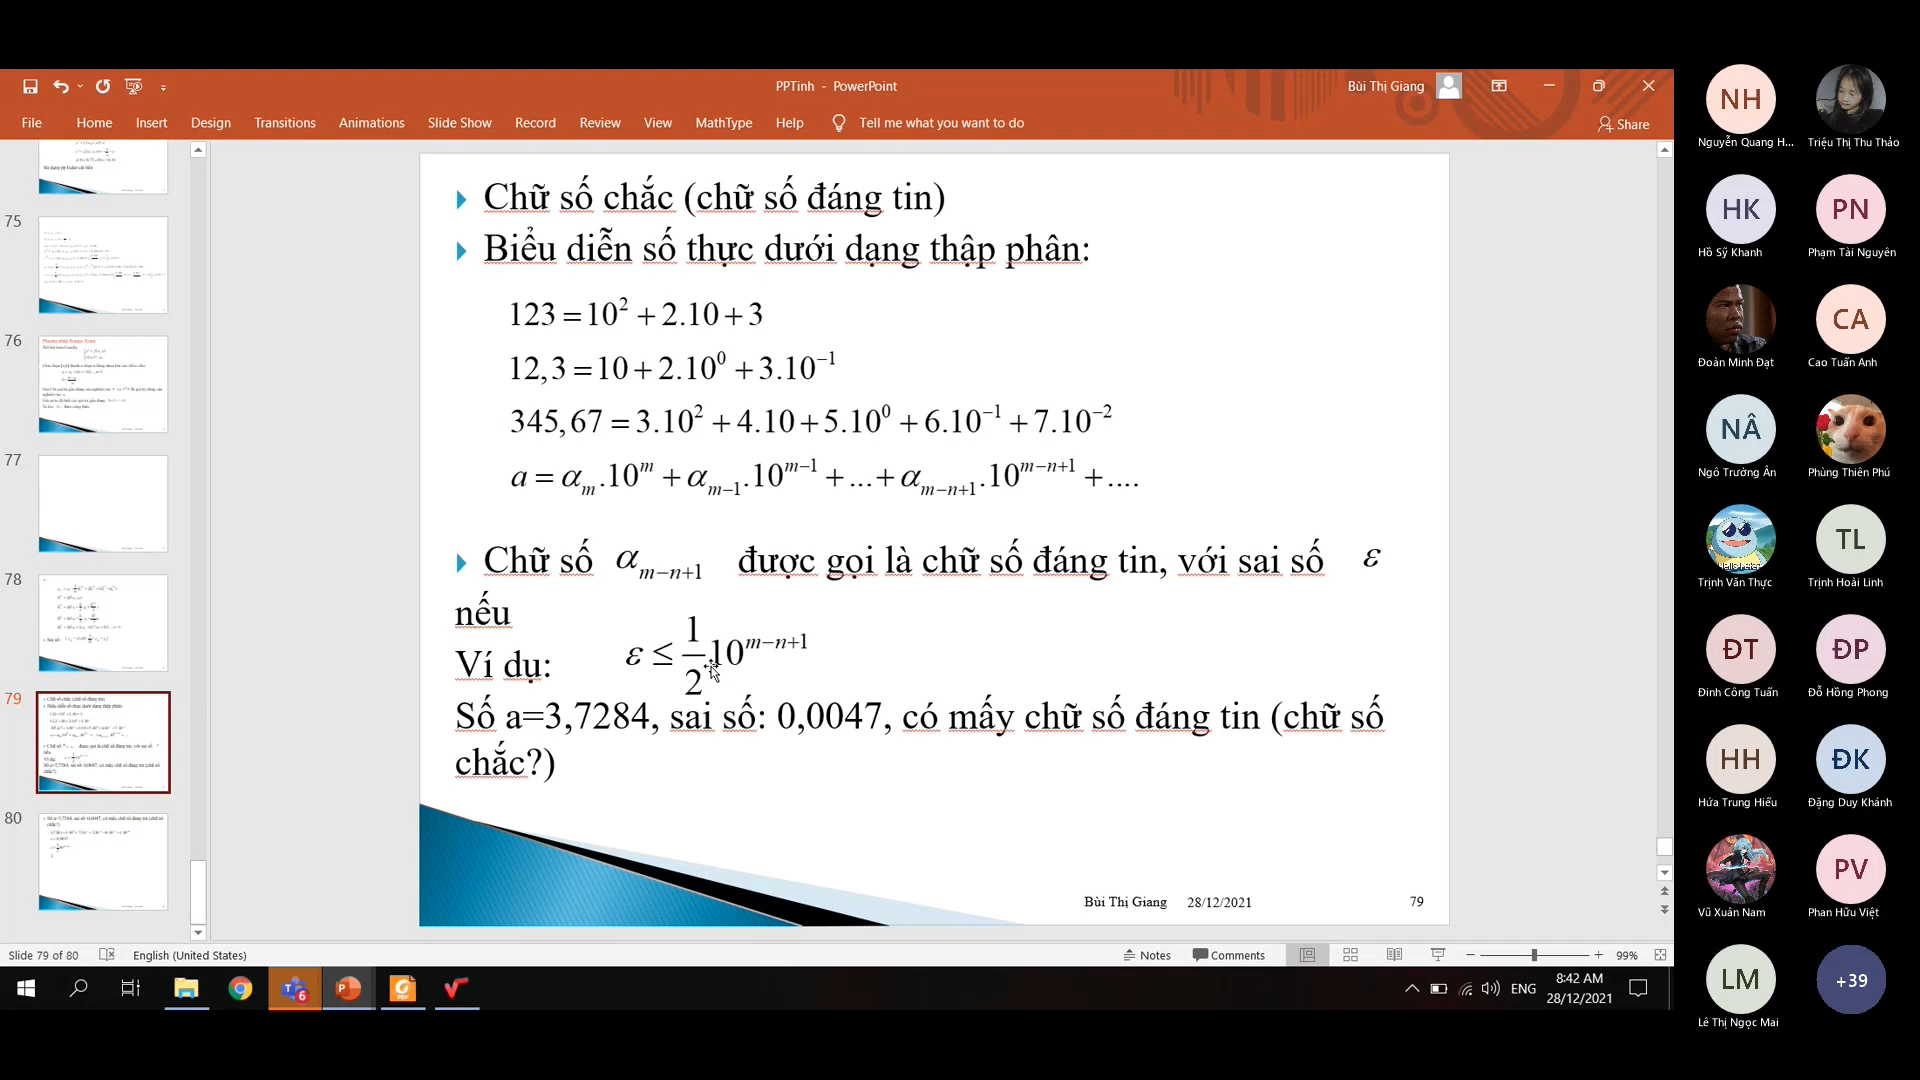 PPTinh - PowerPoint
Bùi Thị Giang
File Home Insert Design Transitions Animations Slide Show Record Review View MathType Help Tell me what you want to do
Share
75
76
77
78
79
80
Chữ số chắc (chữ số đáng tin)
Biểu diễn số thực dưới dạng thập phân:
123 = 10² + 2.10 + 3
12,3 = 10 + 2.10⁰ + 3.10⁻¹
345,67 = 3.10² + 4.10 + 5.10⁰ + 6.10⁻¹ + 7.10⁻²
a = α_m.10^m + α_{m−1}.10^{m−1} + ... + α_{m−n+1}.10^{m−n+1} + ....
Chữ số α_{m−n+1} được gọi là chữ số đáng tin, với sai số ε
nếu
ε ≤ 1/2 10^{m−n+1}
Ví dụ:
Số a=3,7284, sai số: 0,0047, có mấy chữ số đáng tin (chữ số
chắc?)
Bùi Thị Giang 28/12/2021 79
Slide 79 of 80 English (United States) Notes Comments 99%
ENG 8:42 AM
28/12/2021
NH
Nguyễn Quang H... Triệu Thị Thu Thảo
HK PN
Hồ Sỹ Khanh Phạm Tài Nguyên
CA
Đoàn Minh Đạt Cao Tuấn Anh
NÂ
Ngô Trường Ân Phùng Thiên Phú
TL
Trịnh Văn Thực Trịnh Hoài Linh
ĐT ĐP
Đinh Công Tuấn Đỗ Hồng Phong
HH ĐK
Hứa Trung Hiếu Đặng Duy Khánh
PV
Vũ Xuân Nam Phan Hữu Việt
LM +39
Lê Thị Ngọc Mai